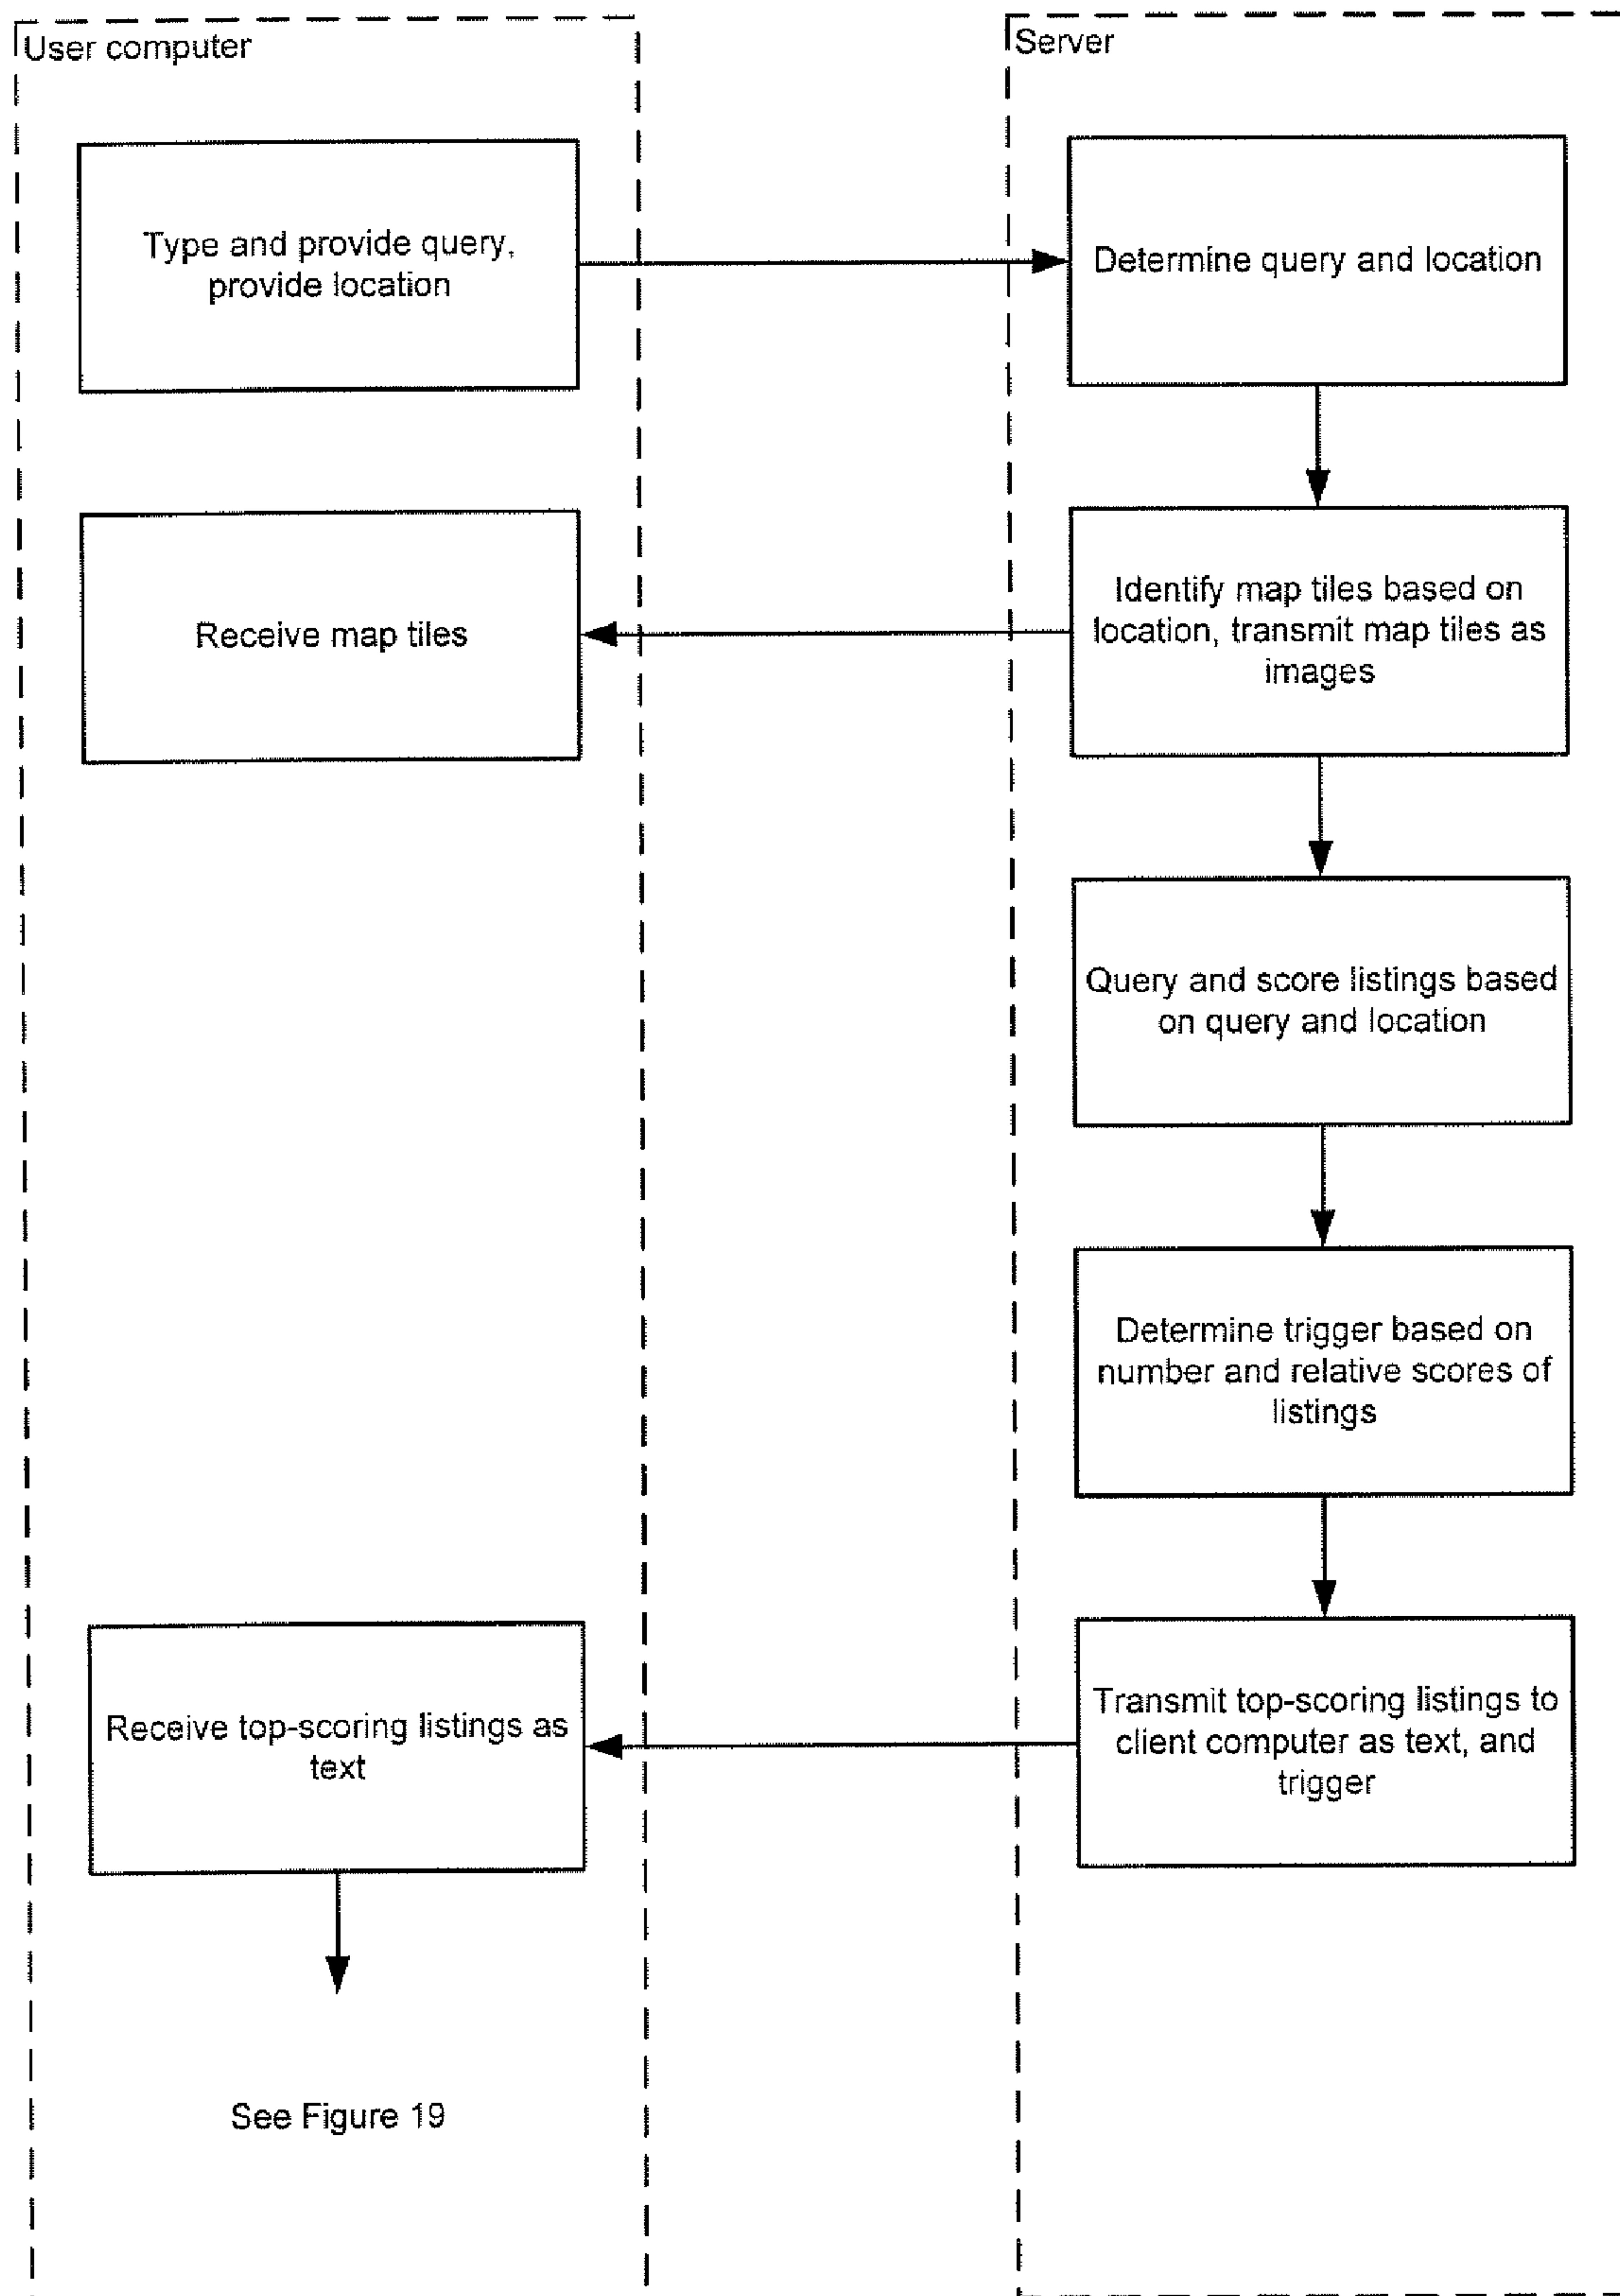 User computer
Server
Type and provide query,
provide location
Determine query and location
Receive map tiles
Identify map tiles based on
location, transmit map tiles as
images
Query and score listings based
on query and location
Determine trigger based on
number and relative scores of
listings
Receive top-scoring listings as
text
Transmit top-scoring listings to
client computer as text, and
trigger
See Figure 19